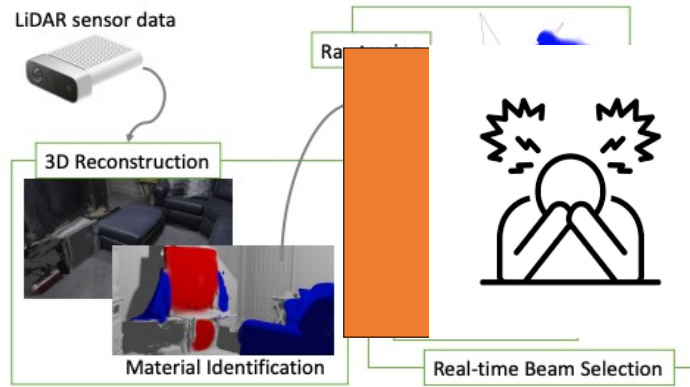 LiDAR sensor data
3D Reconstruction
Material Identification
Real-time Beam Selection